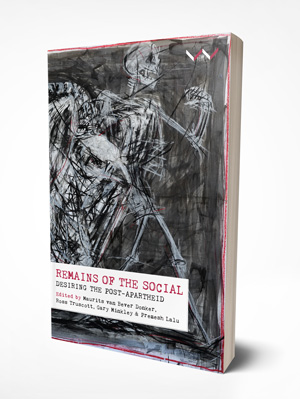 REMAINS OF THE SOCIAL
DESIRING THE POST-APARTHEID
Edited by Maurits van Bever Donker,
Ross Truscott, Gary Minkley & Premesh Lalu